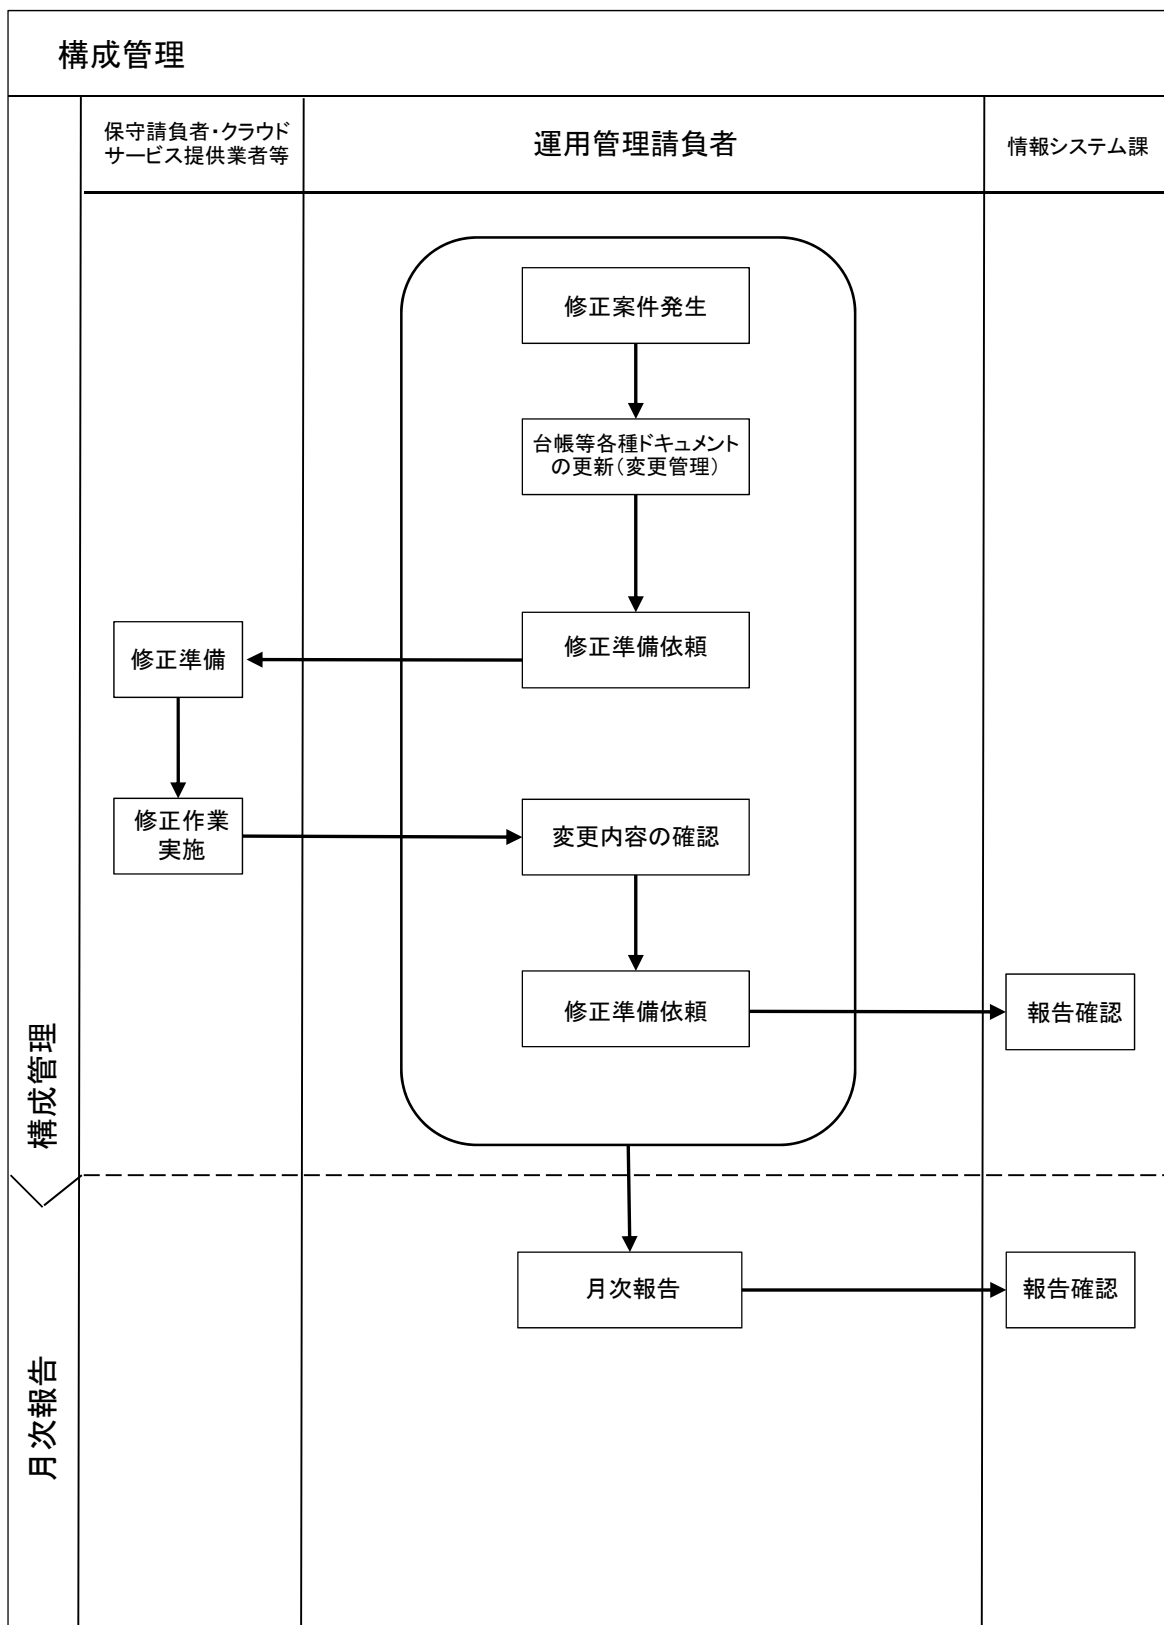 構成管理
保守請負者・クラウド
サービス提供業者等
運用管理請負者
情報システム課
修正案件発生
台帳等各種ドキュメント
の更新（変更管理）
修正準備依頼
修正準備
修正作業
実施
変更内容の確認
修正準備依頼
報告確認
構成管理
月次報告
報告確認
月次報告